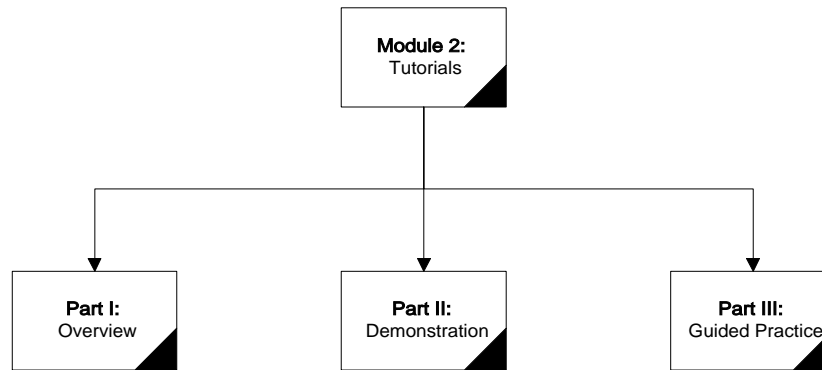 Module 2:
Tutorials
Part I:
Overview
Part II:
Demonstration
Part III:
Guided Practice